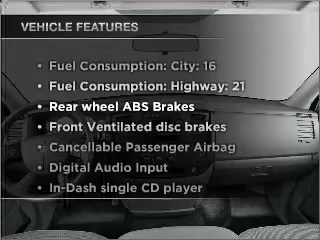 VEHICLE FEATURES
• Fuel Consumption: City: 16
• Fuel Consumption: Highway: 21
• Rear wheel ABS Brakes
• Front Ventilated disc brakes
• Cancellable Passenger Airbag
• Digital Audio Input
• In-Dash single CD player